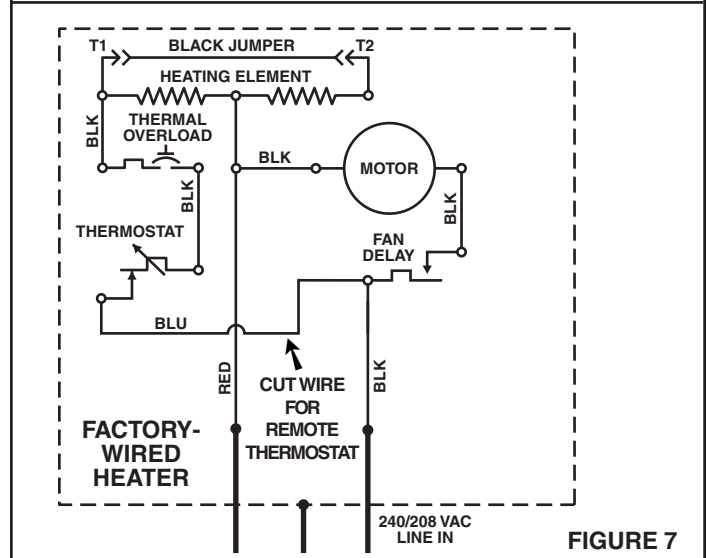 T1
BLACK JUMPER
T2
HEATING ELEMENT
BLK
THERMAL
OVERLOAD
BLK
MOTOR
BLK
BLK
THERMOSTAT
FAN
DELAY
BLU
RED
CUT WIRE
FOR
REMOTE
THERMOSTAT
BLK
FACTORY-
WIRED
HEATER
240/208 VAC
LINE IN
FIGURE 7